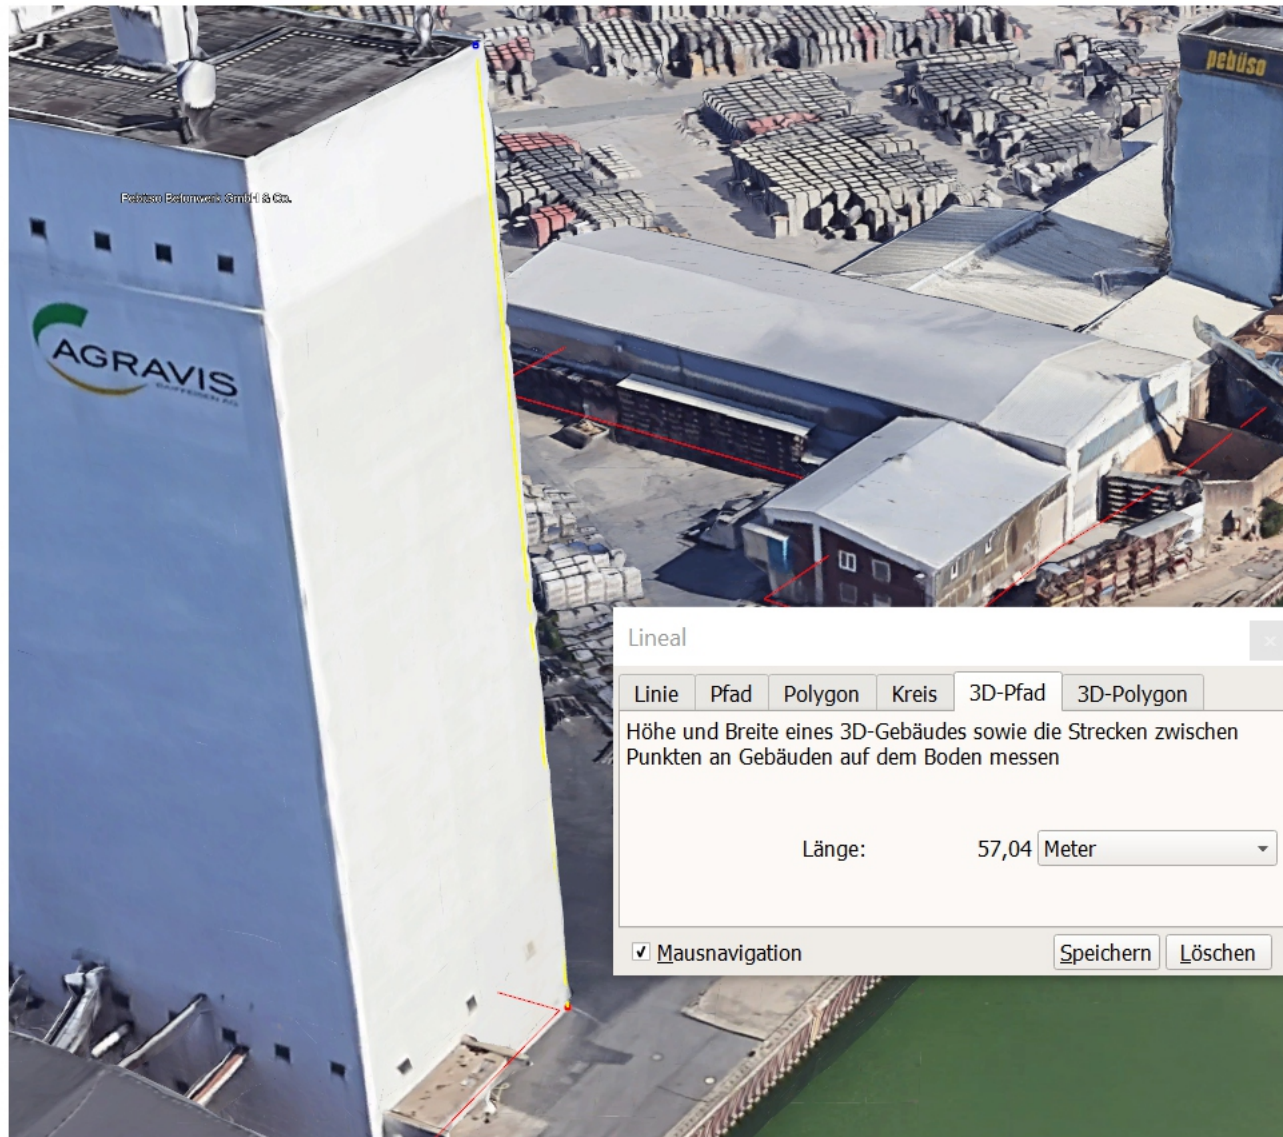 pebüso
Pebüso Betonwerk GmbH & Co.
AGRAVIS
RAIFFEISEN AG
Lineal
Linie Pfad Polygon Kreis 3D-Pfad 3D-Polygon
Höhe und Breite eines 3D-Gebäudes sowie die Strecken zwischen
Punkten an Gebäuden auf dem Boden messen
Länge: 57,04 Meter
Mausnavigation Speichern Löschen